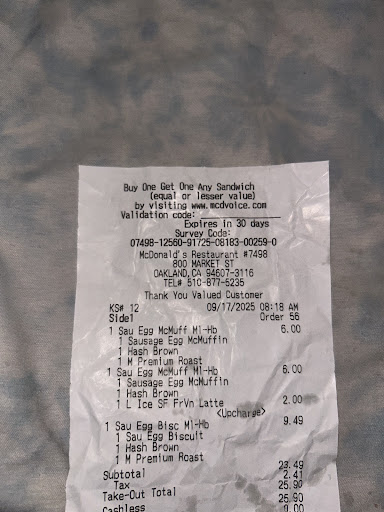 Buy One Get One Any Sandwich
(equal or lesser value)
by visiting www.mcdvoice.com
Validation code: ____________
Expires in 30 days
Survey Code:
07498-12560-91725-08183-00259-0
McDonald's Restaurant #7498
800 MARKET ST
OAKLAND,CA 94607-3116
TEL# 510-877-5235
Thank You Valued Customer
KS# 12 09/17/2025 08:18 AM
Side1 Order 56
1 Sau Egg McMuff Ml-Hb 6.00
1 Sausage Egg McMuffin
1 Hash Brown
1 M Premium Roast
1 Sau Egg McMuff Ml-Hb 6.00
1 Sausage Egg McMuffin
1 Hash Brown
1 L Ice SF FrVn Latte 2.00
<Upcharge>
1 Sau Egg Bisc Ml-Hb 9.49
1 Sau Egg Biscuit
1 Hash Brown
1 M Premium Roast
Subtotal 23.49
Tax 2.41
Take-Out Total 25.90
Cashless 25.90
0.00